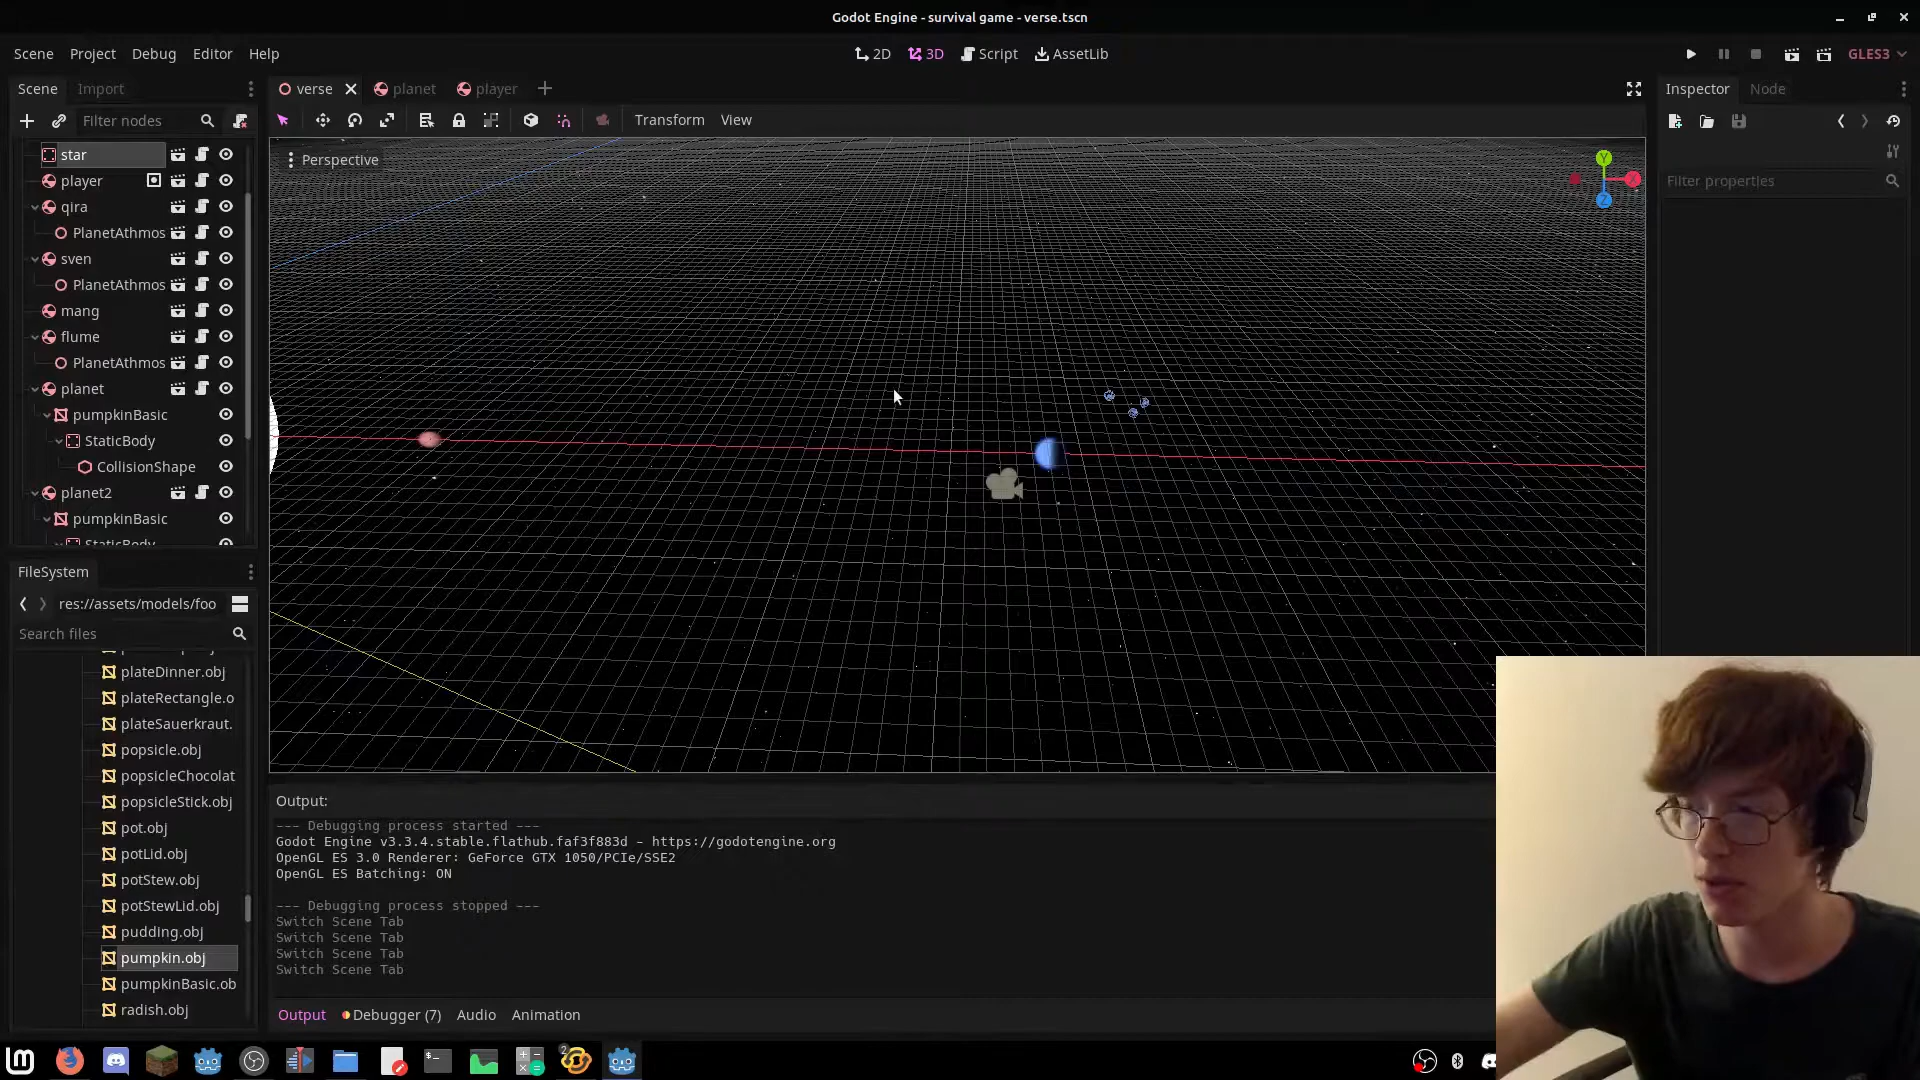 Godot Engine - survival game - verse.tscn
Scene Project Debug Editor Help
2D 3D Script AssetLib
GLES3
Scene Import
verse planet player
Inspector Node
Filter nodes
Transform View
Perspective
Y
X
Z
Filter properties
star
player
qira
PlanetAthmos
sven
PlanetAthmos
mang
flume
PlanetAthmos
planet
pumpkinBasic
StaticBody
CollisionShape
planet2
pumpkinBasic
StaticBody
FileSystem
res://assets/models/foo
Search files
plateDinner.obj
plateRectangle.o
plateSauerkraut.
popsicle.obj
popsicleChocolat
popsicleStick.obj
pot.obj
potLid.obj
potStew.obj
potStewLid.obj
pudding.obj
pumpkin.obj
pumpkinBasic.ob
radish.obj
Output:
--- Debugging process started ---
Godot Engine v3.3.4.stable.flathub.faf3f883d - https://godotengine.org
OpenGL ES 3.0 Renderer: GeForce GTX 1050/PCIe/SSE2
OpenGL ES Batching: ON
--- Debugging process stopped ---
Switch Scene Tab
Switch Scene Tab
Switch Scene Tab
Switch Scene Tab
Output Debugger (7) Audio Animation
2